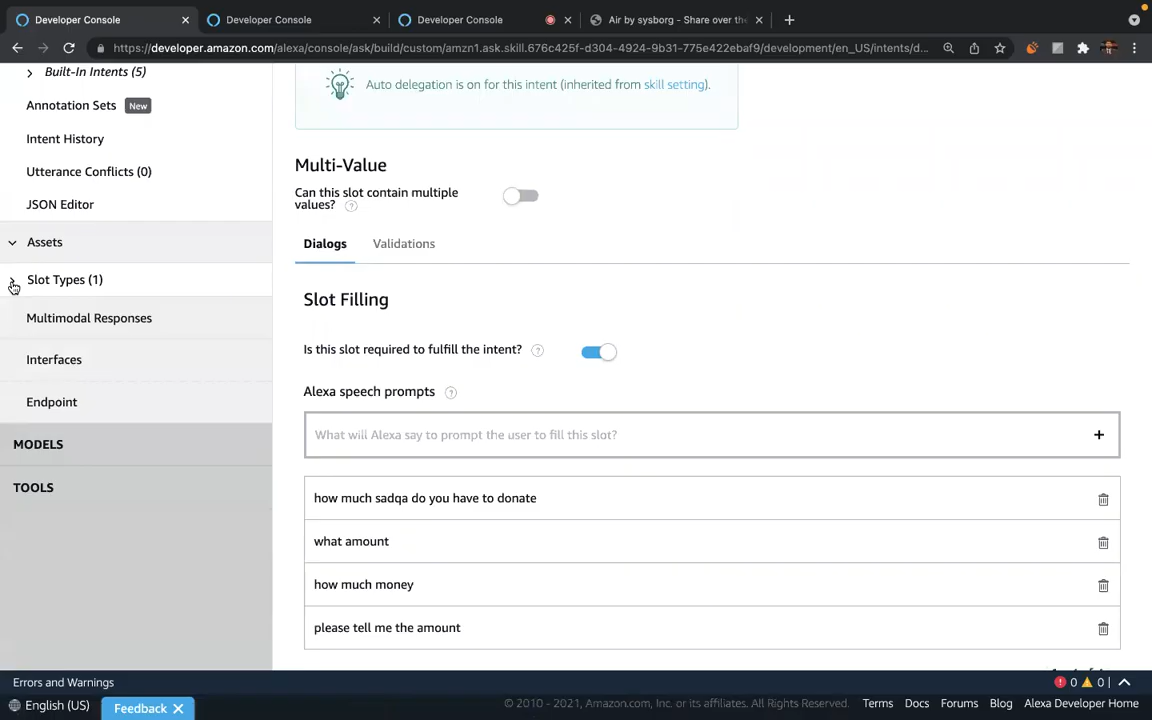 Developer Console
Developer Console
Developer Console
Air by sysborg - Share over the
https://developer.amazon.com/alexa/console/ask/build/custom/amzn1.ask.skill.676c425f-d304-4924-9b31-775e422ebaf9/development/en_US/intents/d...
Built-In Intents (5)
Annotation Sets New
Intent History
Utterance Conflicts (0)
JSON Editor
Assets
Slot Types (1)
Multimodal Responses
Interfaces
Endpoint
MODELS
TOOLS
Auto delegation is on for this intent (inherited from skill setting).
Multi-Value
Can this slot contain multiple
values? ?
Dialogs Validations
Slot Filling
Is this slot required to fulfill the intent? ?
Alexa speech prompts ?
What will Alexa say to prompt the user to fill this slot? +
how much sadqa do you have to donate
what amount
how much money
please tell me the amount
Errors and Warnings
0 0 |
English (US)
Feedback
© 2010 - 2021, Amazon.com, Inc. or its affiliates. All Rights Reserved.
Terms Docs Forums Blog Alexa Developer Home